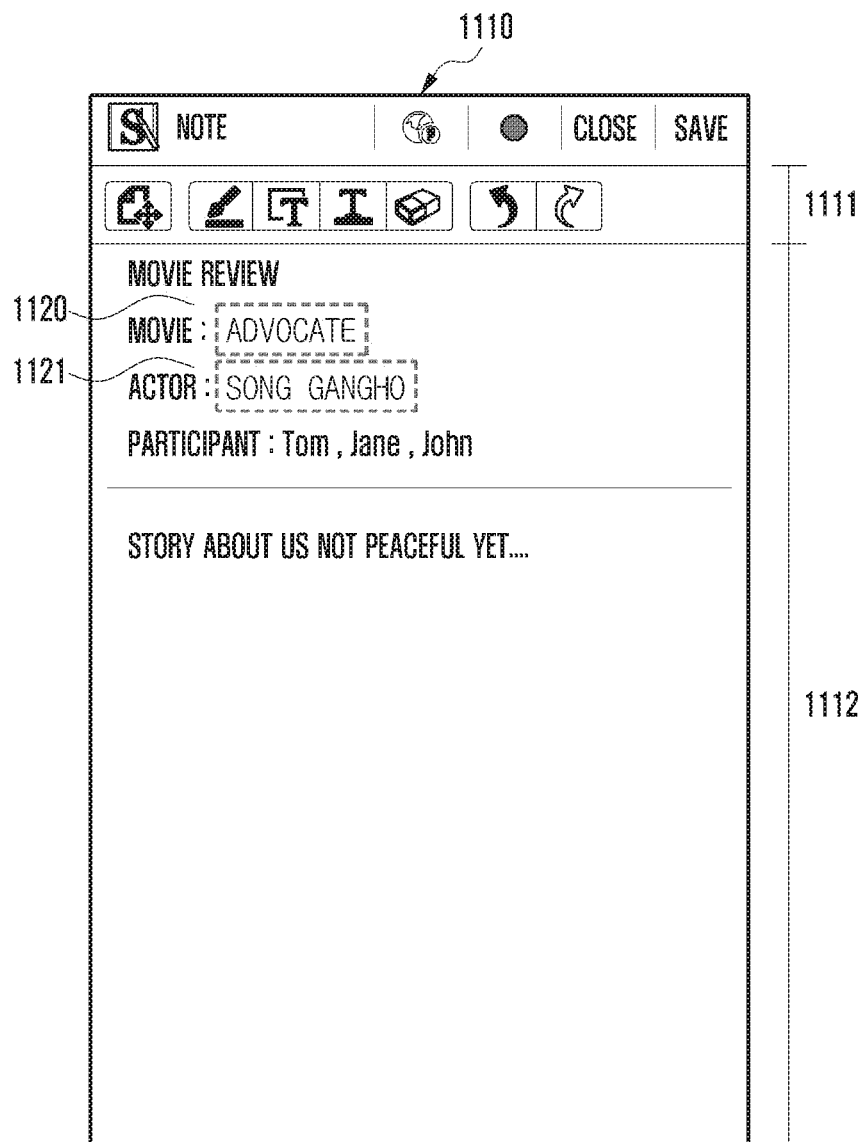 1110
S NOTE P CLOSE SAVE
T T
1111
MOVIE REVIEW
1120
MOVIE : ADVOCATE
1121
ACTOR : SONG GANGHO
PARTICIPANT : Tom , Jane , John
STORY ABOUT US NOT PEACEFUL YET....
1112